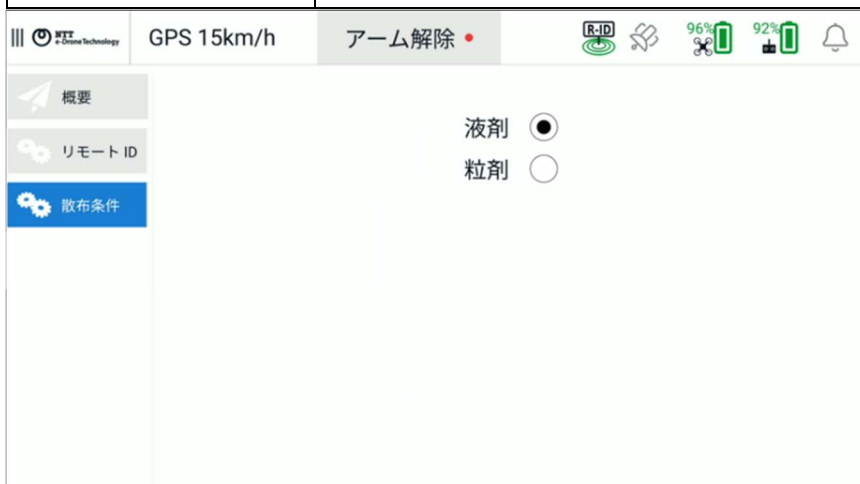 NTT
e-Drone Technology
GPS 15km/h
アーム解除
R-ID
96%
92%
概要
リモート ID
散布条件
液剤
粒剤